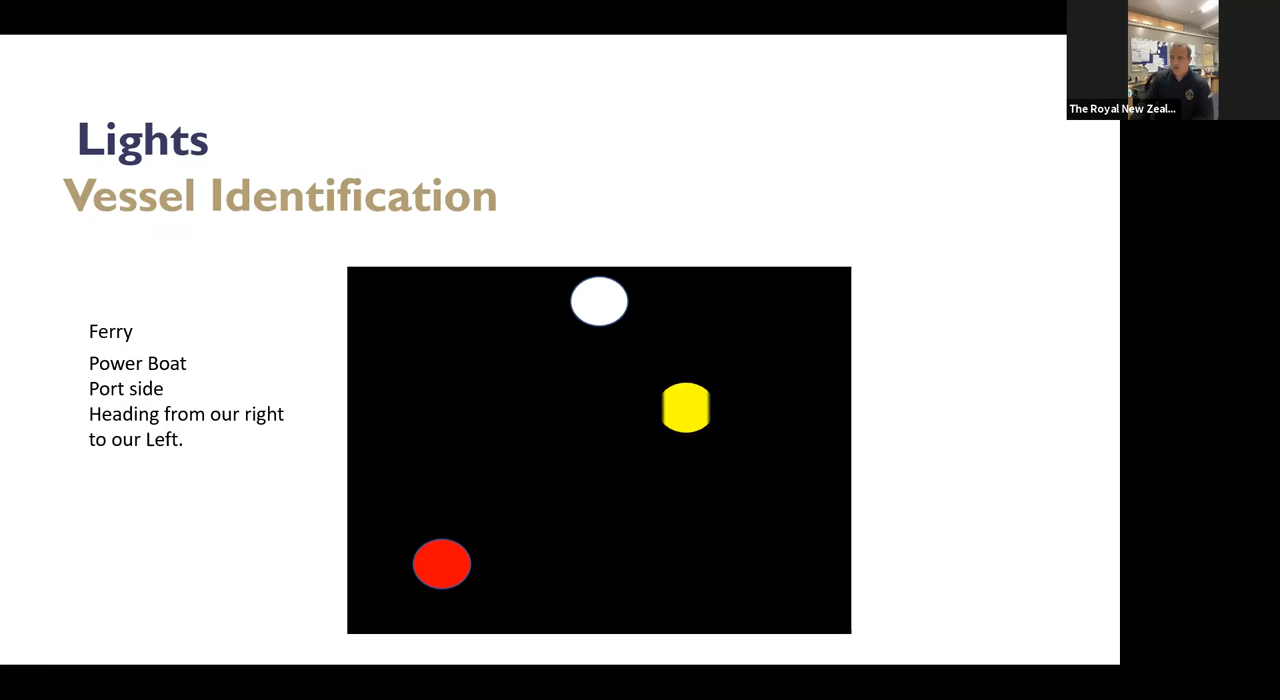 The Royal New Zeal...
Lights
Vessel Identification
Ferry
Power Boat
Port side
Heading from our right
to our Left.